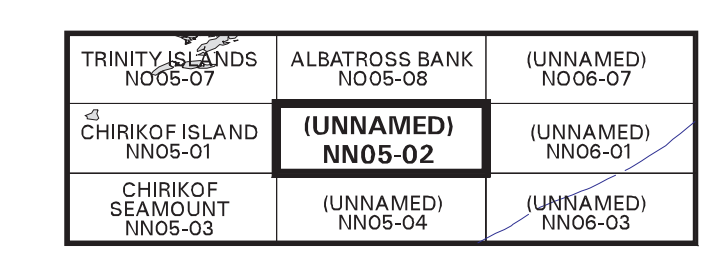 TRINITY ISLANDS
NO05-07
ALBATROSS BANK
NO05-08
(UNNAMED)
NO06-07
CHIRIKOF ISLAND
NN05-01
(UNNAMED)
NN05-02
(UNNAMED)
NN06-01
CHIRIKOF
SEAMOUNT
NN05-03
(UNNAMED)
NN05-04
(UNNAMED)
NN06-03